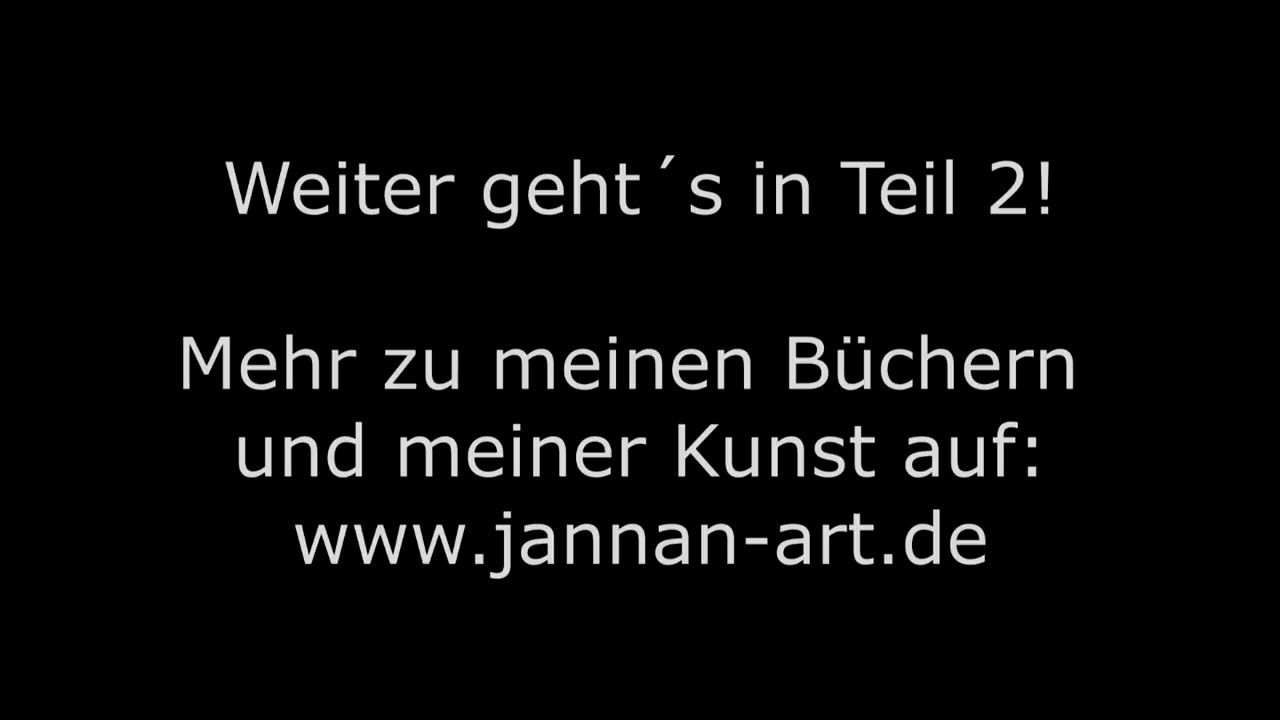 Weiter geht´s in Teil 2!
Mehr zu meinen Büchern
und meiner Kunst auf:
www.jannan-art.de